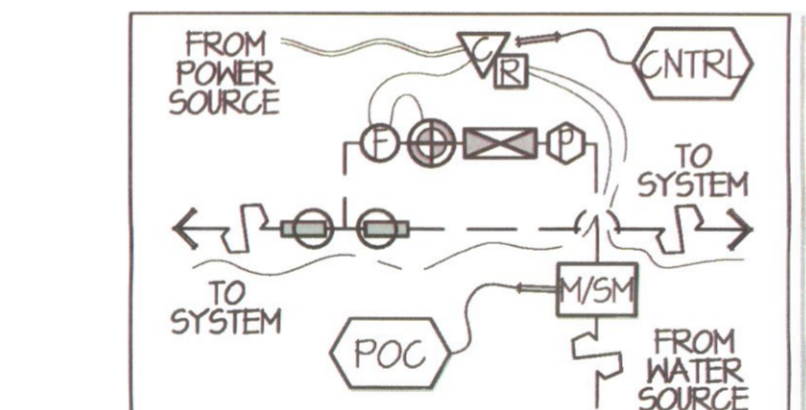 FROM
POWER
SOURCE
C
R
CNTRL
F
P
TO
SYSTEM
TO
SYSTEM
M/SM
POC
FROM
WATER
SOURCE